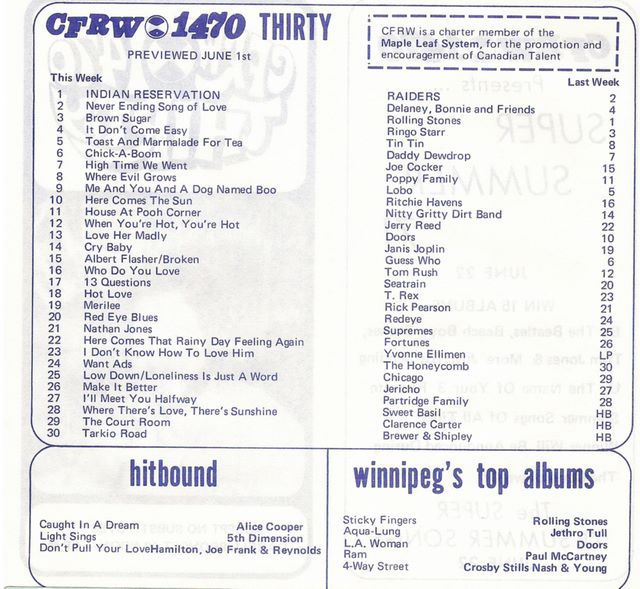 CFRW 1470 THIRTY
PREVIEWED JUNE 1st
CFRW is a charter member of the
Maple Leaf System, for the promotion and
encouragement of Canadian Talent
This Week Last Week
1 INDIAN RESERVATION RAIDERS 2
2 Never Ending Song of Love Delaney, Bonnie and Friends 4
3 Brown Sugar Rolling Stones 1
4 It Don't Come Easy Ringo Starr 3
5 Toast And Marmalade For Tea Tin Tin 8
6 Chick-A-Boom Daddy Dewdrop 7
7 High Time We Went Joe Cocker 15
8 Where Evil Grows Poppy Family 11
9 Me And You And A Dog Named Boo Lobo 5
10 Here Comes The Sun Ritchie Havens 16
11 House At Pooh Corner Nitty Gritty Dirt Band 14
12 When You're Hot, You're Hot Jerry Reed 22
13 Love Her Madly Doors 10
14 Cry Baby Janis Joplin 19
15 Albert Flasher/Broken Guess Who 6
16 Who Do You Love Tom Rush 12
17 13 Questions Seatrain 20
18 Hot Love T. Rex 23
19 Merilee Rick Pearson 21
20 Red Eye Blues Redeye 24
21 Nathan Jones Supremes 25
22 Here Comes That Rainy Day Feeling Again Fortunes 26
23 I Don't Know How To Love Him Yvonne Ellimen LP
24 Want Ads The Honeycomb 30
25 Low Down/Loneliness Is Just A Word Chicago 29
26 Make It Better Jericho 27
27 I'll Meet You Halfway Partridge Family 28
28 Where There's Love, There's Sunshine Sweet Basil HB
29 The Court Room Clarence Carter HB
30 Tarkio Road Brewer & Shipley HB
hitbound
Caught In A Dream Alice Cooper
Light Sings 5th Dimension
Don't Pull Your Love Hamilton, Joe Frank & Reynolds
winnipeg's top albums
Sticky Fingers Rolling Stones
Aqua-Lung Jethro Tull
L.A. Woman Doors
Ram Paul McCartney
4-Way Street Crosby Stills Nash & Young